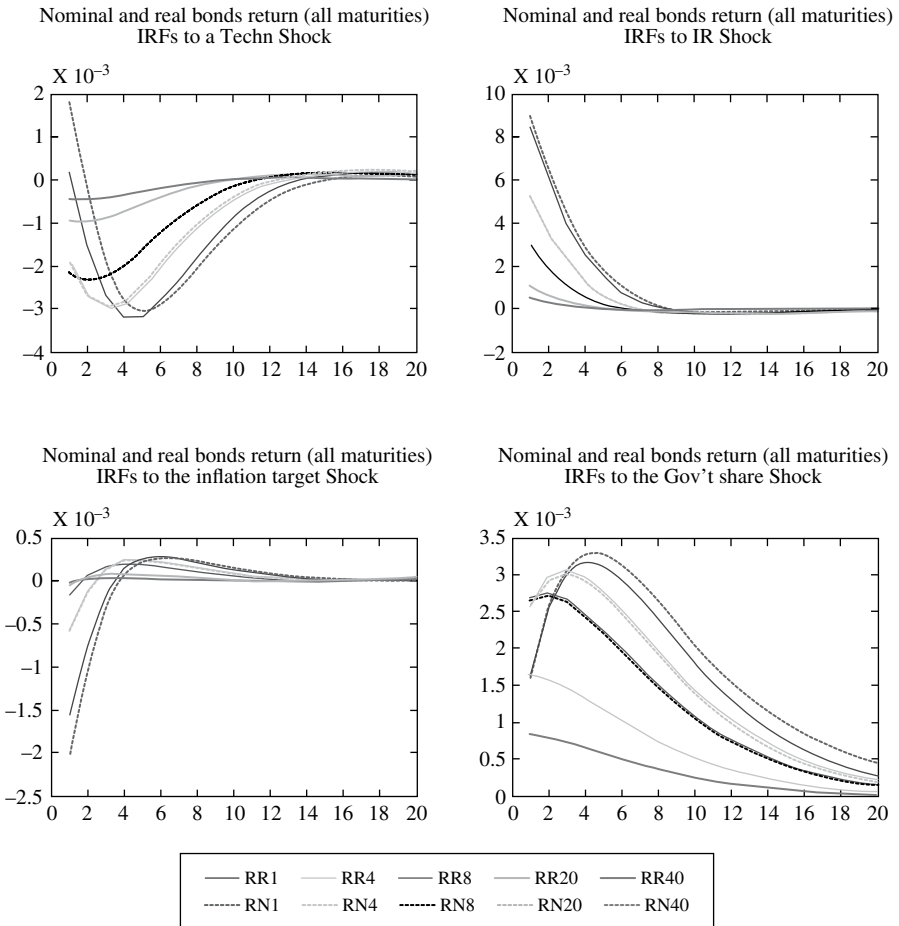 Nominal and real bonds return (all maturities)
IRFs to a Techn Shock
X 10⁻³
2
1
0
−1
−2
−3
−4
0 2 4 6 8 10 12 14 16 18 20
Nominal and real bonds return (all maturities)
IRFs to IR Shock
X 10⁻³
10
8
6
4
2
0
−2
0 2 4 6 8 10 12 14 16 18 20
Nominal and real bonds return (all maturities)
IRFs to the inflation target Shock
X 10⁻³
0.5
0
−0.5
−1
−1.5
−2
−2.5
0 2 4 6 8 10 12 14 16 18 20
Nominal and real bonds return (all maturities)
IRFs to the Gov't share Shock
X 10⁻³
3.5
3
2.5
2
1.5
1
0.5
0
0 2 4 6 8 10 12 14 16 18 20
RR1 RR4 RR8 RR20 RR40
RN1 RN4 RN8 RN20 RN40